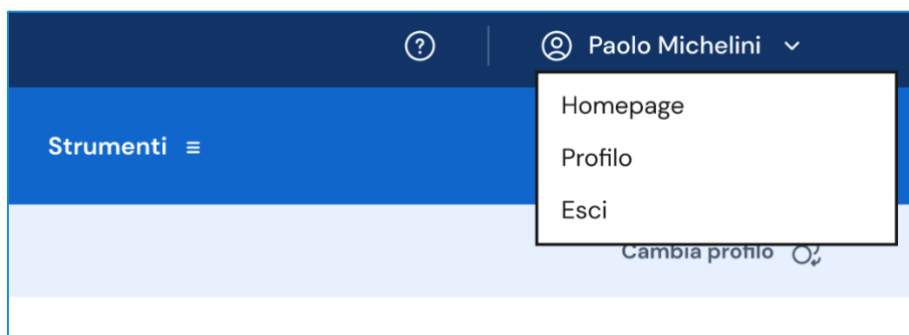 Paolo Michelini
Homepage
Strumenti
Profilo
Esci
Cambia profilo